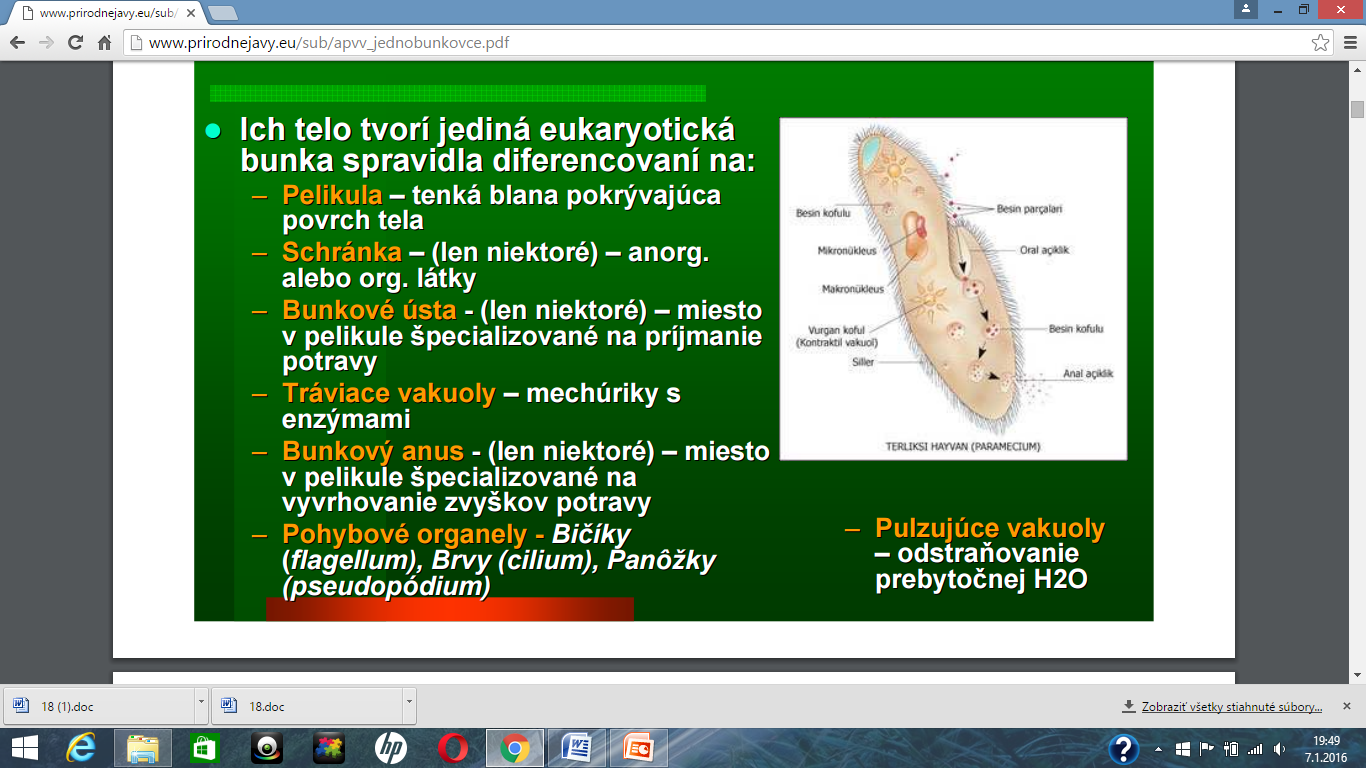 www.prirodnejavy.eu/sub/
www.prirodnejavy.eu/sub/apvv_jednobunkovce.pdf
Ich telo tvorí jediná eukaryotická
bunka spravidla diferencovaní na:
– Pelikula – tenká blana pokrývajúca
povrch tela
– Schránka – (len niektoré) – anorg.
alebo org. látky
– Bunkové ústa - (len niektoré) – miesto
v pelikule špecializované na príjmanie
potravy
– Tráviace vakuoly – mechúriky s
enzýmami
– Bunkový anus - (len niektoré) – miesto
v pelikule špecializované na
vyvrhovanie zvyškov potravy
– Pohybové organely - Bičíky
(flagellum), Brvy (cilium), Panôžky
(pseudopódium)
Besin kofulu
Mikronükleus
Makronükleus
Vurgan koful
(Kontraktil vakuol)
Siller
Besin parçalari
Oral açiklik
Besin kofulu
Anal açiklik
TERLIKSI HAYVAN (PARAMECIUM)
– Pulzujúce vakuoly
– odstraňovanie
prebytočnej H2O
18 (1).doc
18.doc
Zobraziť všetky stiahnuté súbory...
19:49
7.1.2016